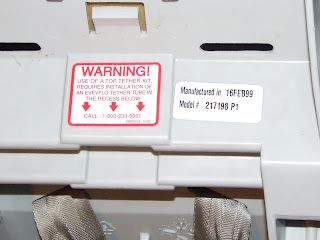 WARNING!
USE OF A TOP TETHER KIT,
REQUIRES INSTALLATION OF
AN EVEYFLO TETHER TUBE IN
THE RECESS BELOW:
CALL 1-800-233-5921
Manufactured in 16FEB99
Model # 217198 P1